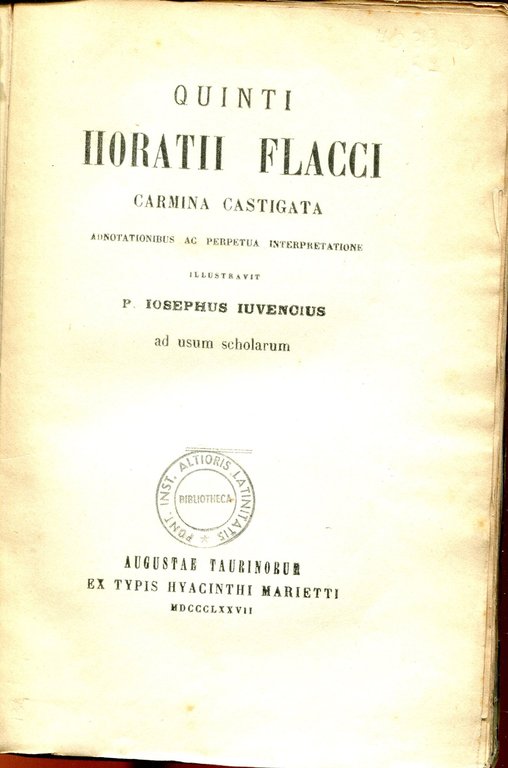 QUINTI
HORATII FLACCI
CARMINA CASTIGATA
ADNOTATIONIBUS AC PERPETUA INTERPRETATIONE
ILLUSTRAVIT
P. IOSEPHUS IUVENCIUS
ad usum scholarum
PONT. INST. ALTIORIS LATINITATIS
BIBLIOTHECA
AUGUSTAE TAURINORUM
EX TYPIS HYACINTHI MARIETTI
MDCCCLXXVII